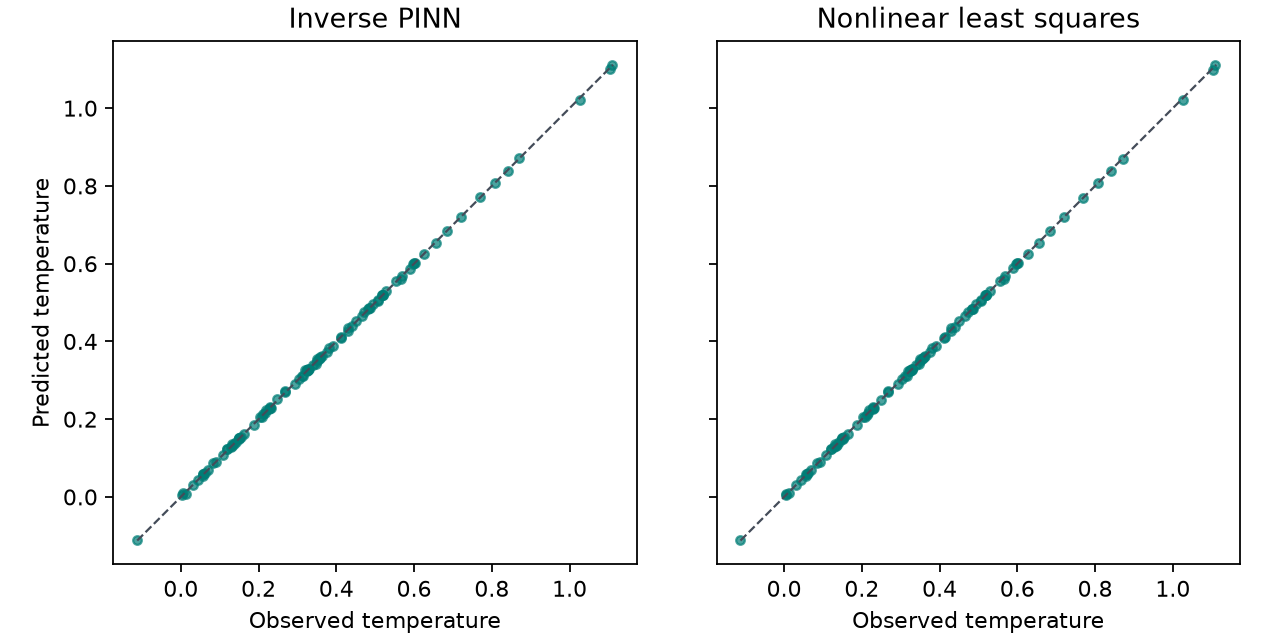 Inverse PINN
Nonlinear least squares
Predicted temperature
1.0
0.8
0.6
0.4
0.2
0.0
0.0 0.2 0.4 0.6 0.8 1.0
0.0 0.2 0.4 0.6 0.8 1.0
Observed temperature
Observed temperature